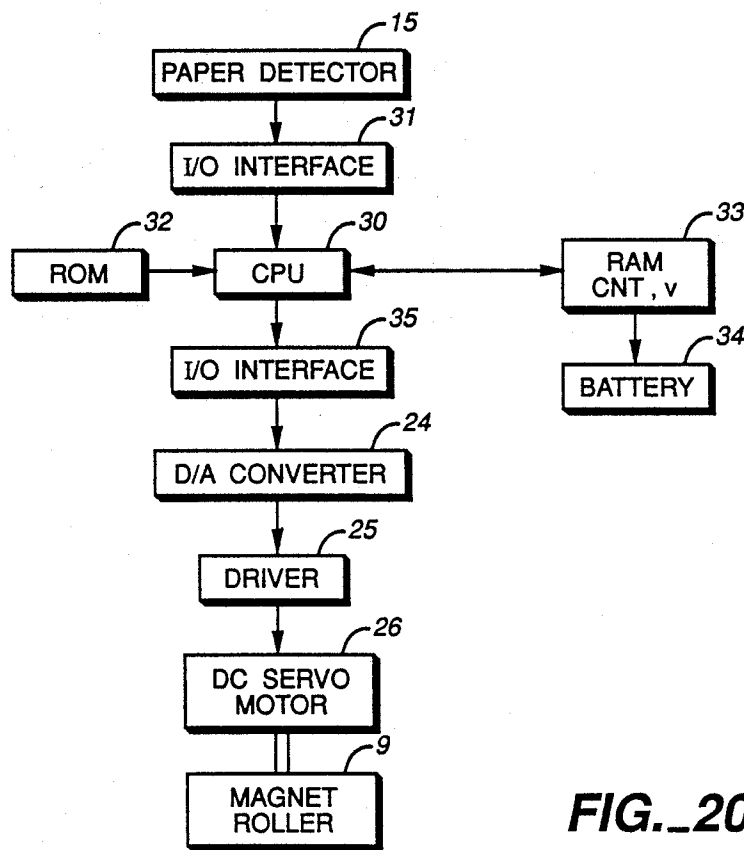 15
PAPER DETECTOR
31
I/O INTERFACE
32
30
33
ROM
CPU
RAM
CNT, v
35
34
I/O INTERFACE
BATTERY
24
D/A CONVERTER
25
DRIVER
26
DC SERVO
MOTOR
9
MAGNET
ROLLER
FIG._20